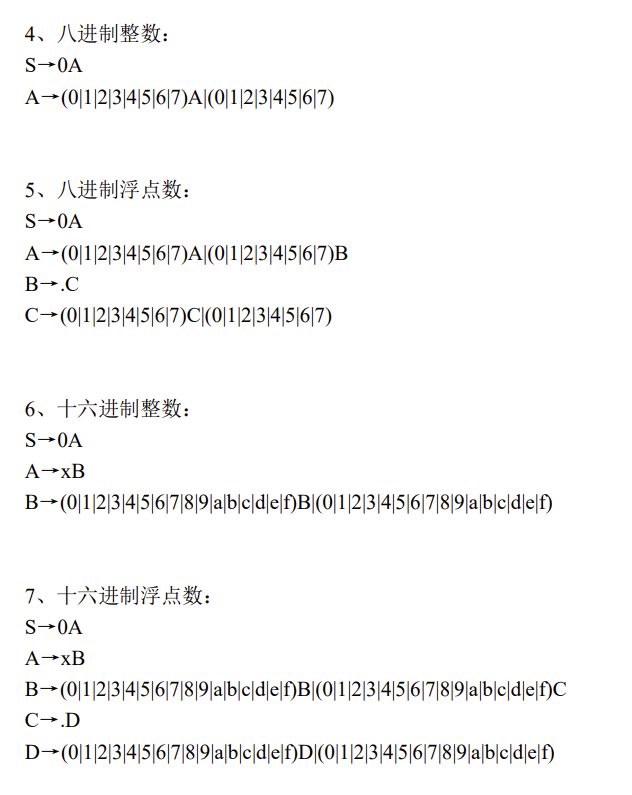 4、八进制整数：
S→0A
A→(0|1|2|3|4|5|6|7)A|(0|1|2|3|4|5|6|7)
5、八进制浮点数：
S→0A
A→(0|1|2|3|4|5|6|7)A|(0|1|2|3|4|5|6|7)B
B→.C
C→(0|1|2|3|4|5|6|7)C|(0|1|2|3|4|5|6|7)
6、十六进制整数：
S→0A
A→xB
B→(0|1|2|3|4|5|6|7|8|9|a|b|c|d|e|f)B|(0|1|2|3|4|5|6|7|8|9|a|b|c|d|e|f)
7、十六进制浮点数：
S→0A
A→xB
B→(0|1|2|3|4|5|6|7|8|9|a|b|c|d|e|f)B|(0|1|2|3|4|5|6|7|8|9|a|b|c|d|e|f)C
C→.D
D→(0|1|2|3|4|5|6|7|8|9|a|b|c|d|e|f)D|(0|1|2|3|4|5|6|7|8|9|a|b|c|d|e|f)